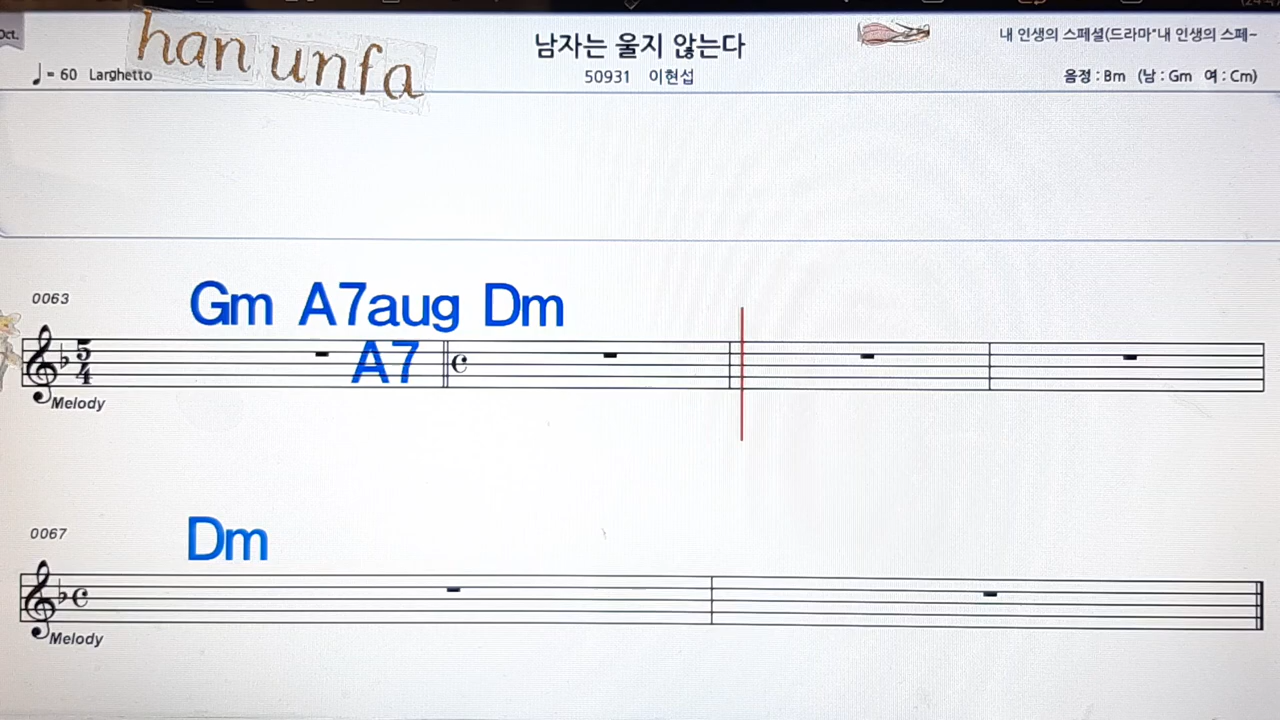 Oct.
han unfa
남자는 울지 않는다
내 인생의 스페셜(드라마"내 인생의 스페~
♩= 60 Larghetto
50931 이현섭
음정 : Bm (남 : Gm 여 : Cm)
0063
Gm A7aug Dm
5/4
A7
Melody
0067
Dm
Melody